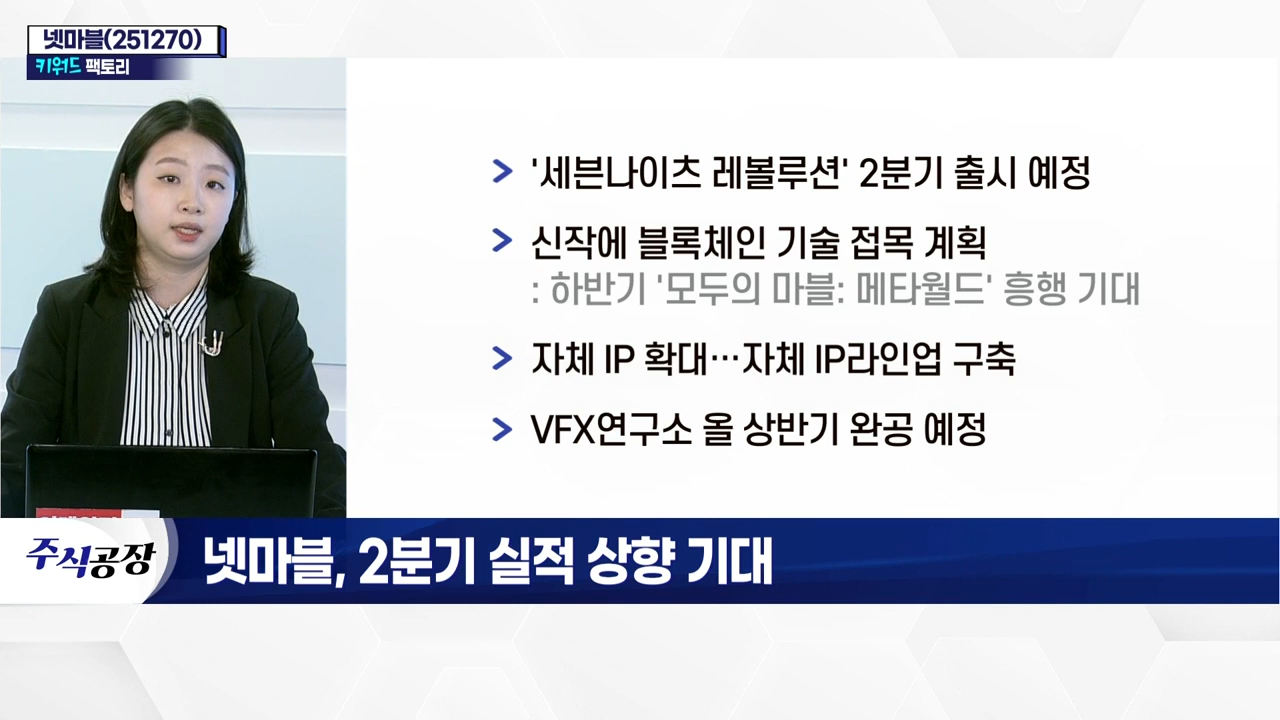 넷마블(251270)
키워드 팩토리
'세븐나이츠 레볼루션' 2분기 출시 예정
신작에 블록체인 기술 접목 계획
: 하반기 '모두의 마블: 메타월드' 흥행 기대
자체 IP 확대…자체 IP라인업 구축
VFX연구소 올 상반기 완공 예정
주식공장
넷마블, 2분기 실적 상향 기대